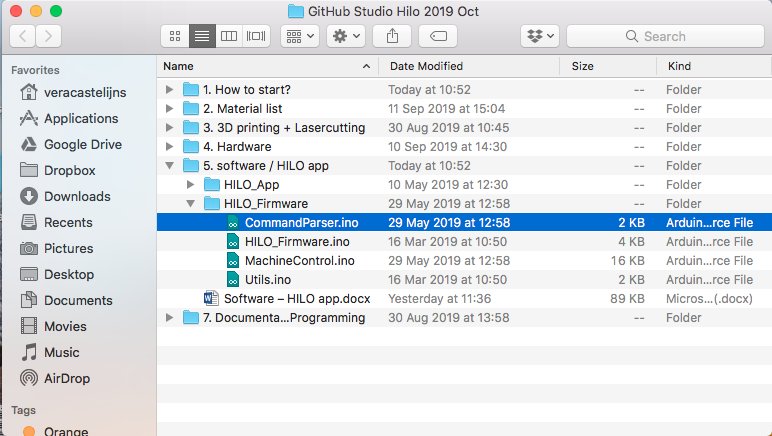 GitHub Studio Hilo 2019 Oct
Search
Favorites
veracastelijns
Applications
Google Drive
Dropbox
Downloads
Recents
Pictures
Desktop
Documents
Movies
Music
AirDrop
Tags
Orange
Name Date Modified Size Kind
1. How to start? Today at 10:52 -- Folder
2. Material list 11 Sep 2019 at 15:04 -- Folder
3. 3D printing + Lasercutting 30 Aug 2019 at 10:45 -- Folder
4. Hardware 10 Sep 2019 at 14:30 -- Folder
5. software / HILO app Today at 10:52 -- Folder
HILO_App 10 May 2019 at 12:30 -- Folder
HILO_Firmware 29 May 2019 at 12:58 -- Folder
CommandParser.ino 29 May 2019 at 12:58 2 KB Arduin...rce File
HILO_Firmware.ino 16 Mar 2019 at 10:50 4 KB Arduin...rce File
MachineControl.ino 29 May 2019 at 12:58 16 KB Arduin...rce File
Utils.ino 16 Mar 2019 at 10:50 2 KB Arduin...rce File
Software – HILO app.docx Yesterday at 11:36 89 KB Micros...(.docx)
7. Documenta...Programming 30 Aug 2019 at 13:58 -- Folder